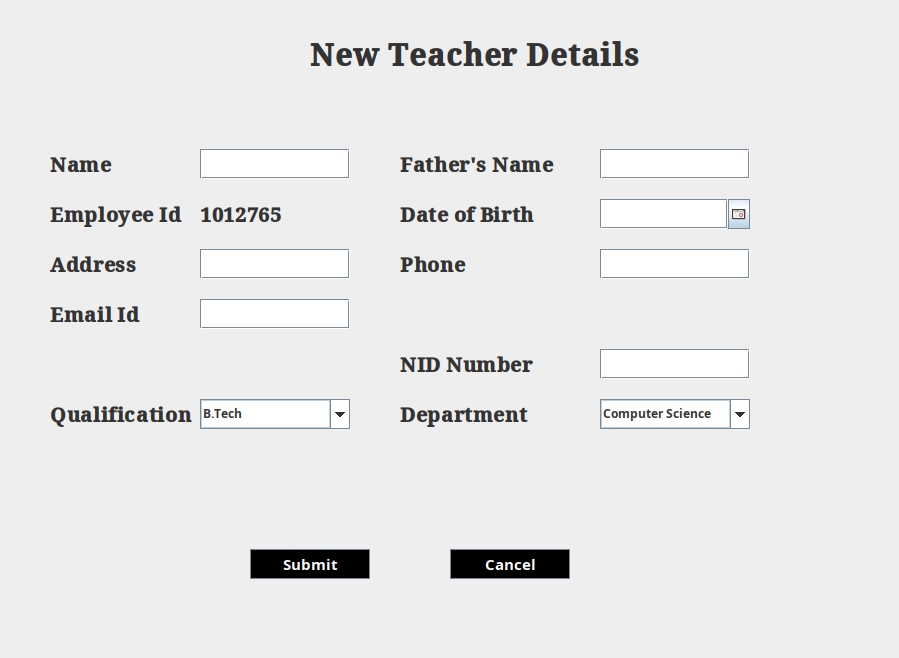 New Teacher Details
Name Father's Name
Employee Id 1012765 Date of Birth
Address Phone
Email Id
NID Number
Qualification B.Tech Department Computer Science
Submit Cancel